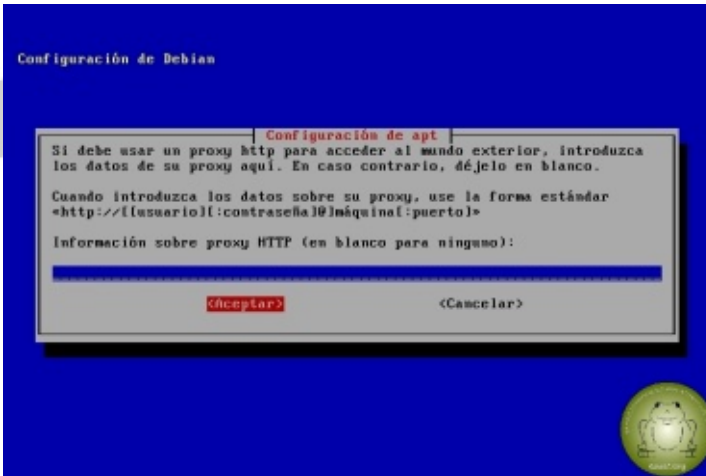 Configuración de Debian
Configuración de apt
Si debe usar un proxy http para acceder al mundo exterior, introduzca
los datos de su proxy aquí. En caso contrario, déjelo en blanco.
Cuando introduzca los datos sobre su proxy, use la forma estándar
«http://[[usuario][:contraseña]@]máquina[:puerto]»
Información sobre proxy HTTP (en blanco para ninguno):
<Aceptar> <Cancelar>